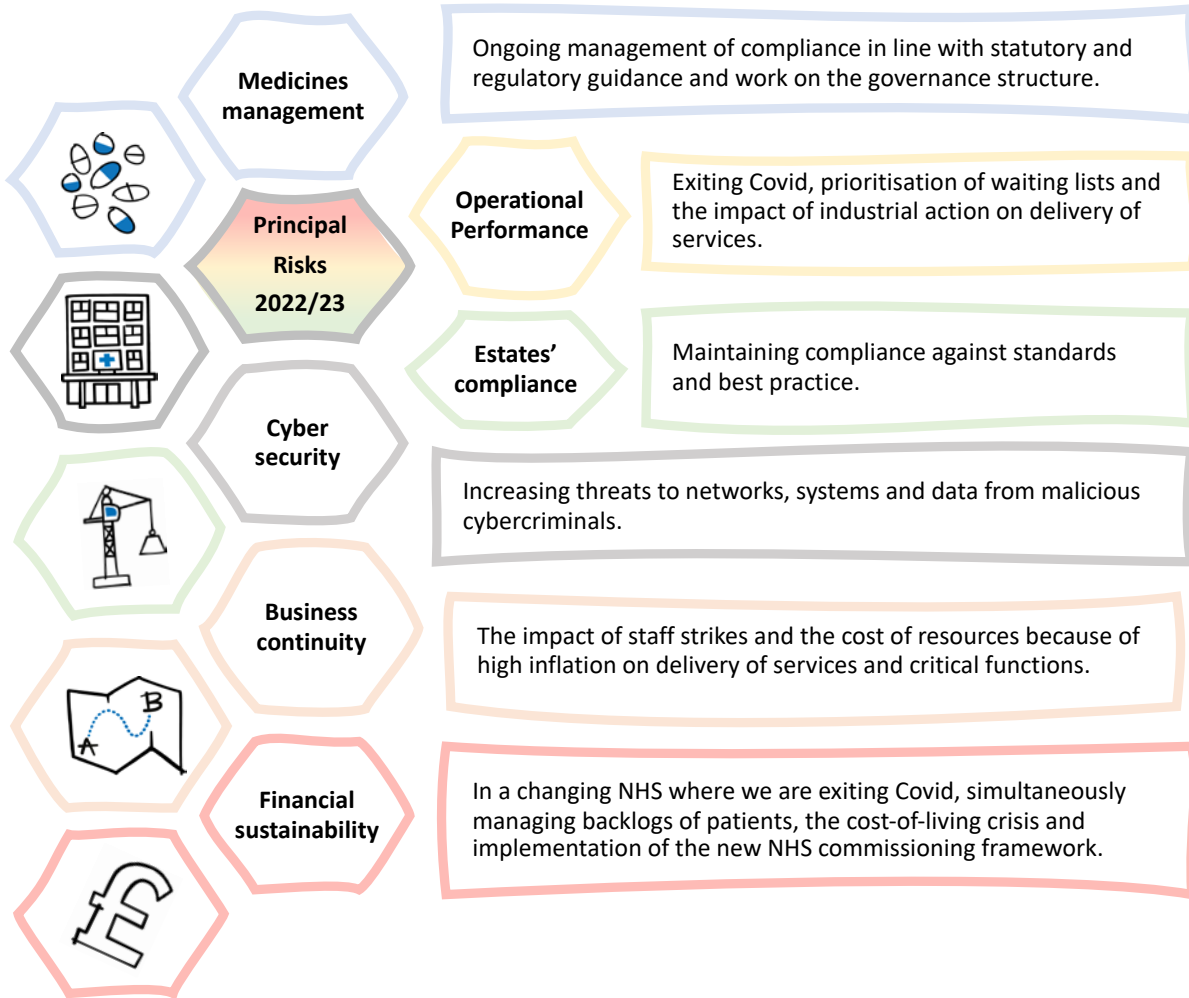 Medicines
management
Ongoing management of compliance in line with statutory and
regulatory guidance and work on the governance structure.
Principal
Risks
2022/23
Operational
Performance
Exiting Covid, prioritisation of waiting lists and
the impact of industrial action on delivery of
services.
Estates’
compliance
Maintaining compliance against standards
and best practice.
Cyber
security
Increasing threats to networks, systems and data from malicious
cybercriminals.
Business
continuity
The impact of staff strikes and the cost of resources because of
high inflation on delivery of services and critical functions.
A
B
Financial
sustainability
In a changing NHS where we are exiting Covid, simultaneously
managing backlogs of patients, the cost-of-living crisis and
implementation of the new NHS commissioning framework.
£